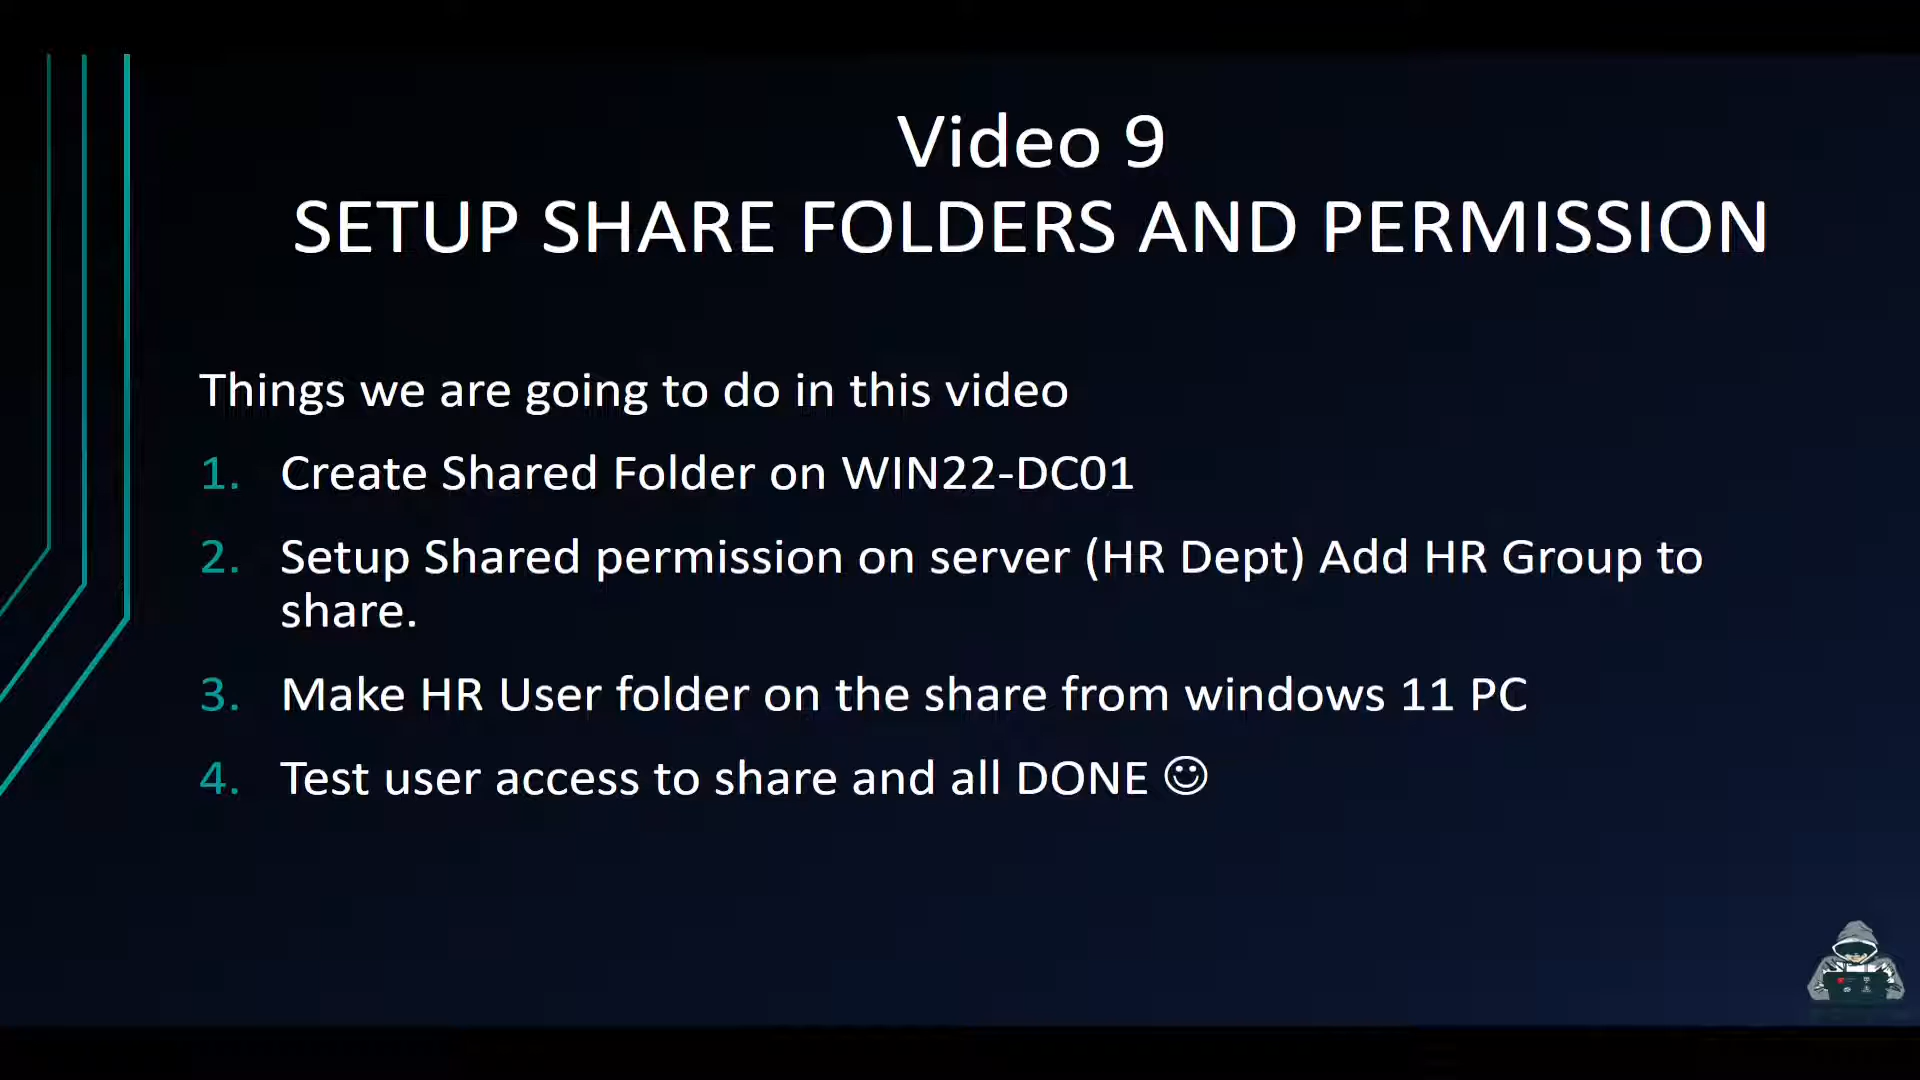 Video 9
SETUP SHARE FOLDERS AND PERMISSION
Things we are going to do in this video
1. Create Shared Folder on WIN22-DC01
2. Setup Shared permission on server (HR Dept) Add HR Group to
share.
3. Make HR User folder on the share from windows 11 PC
4. Test user access to share and all DONE ☺